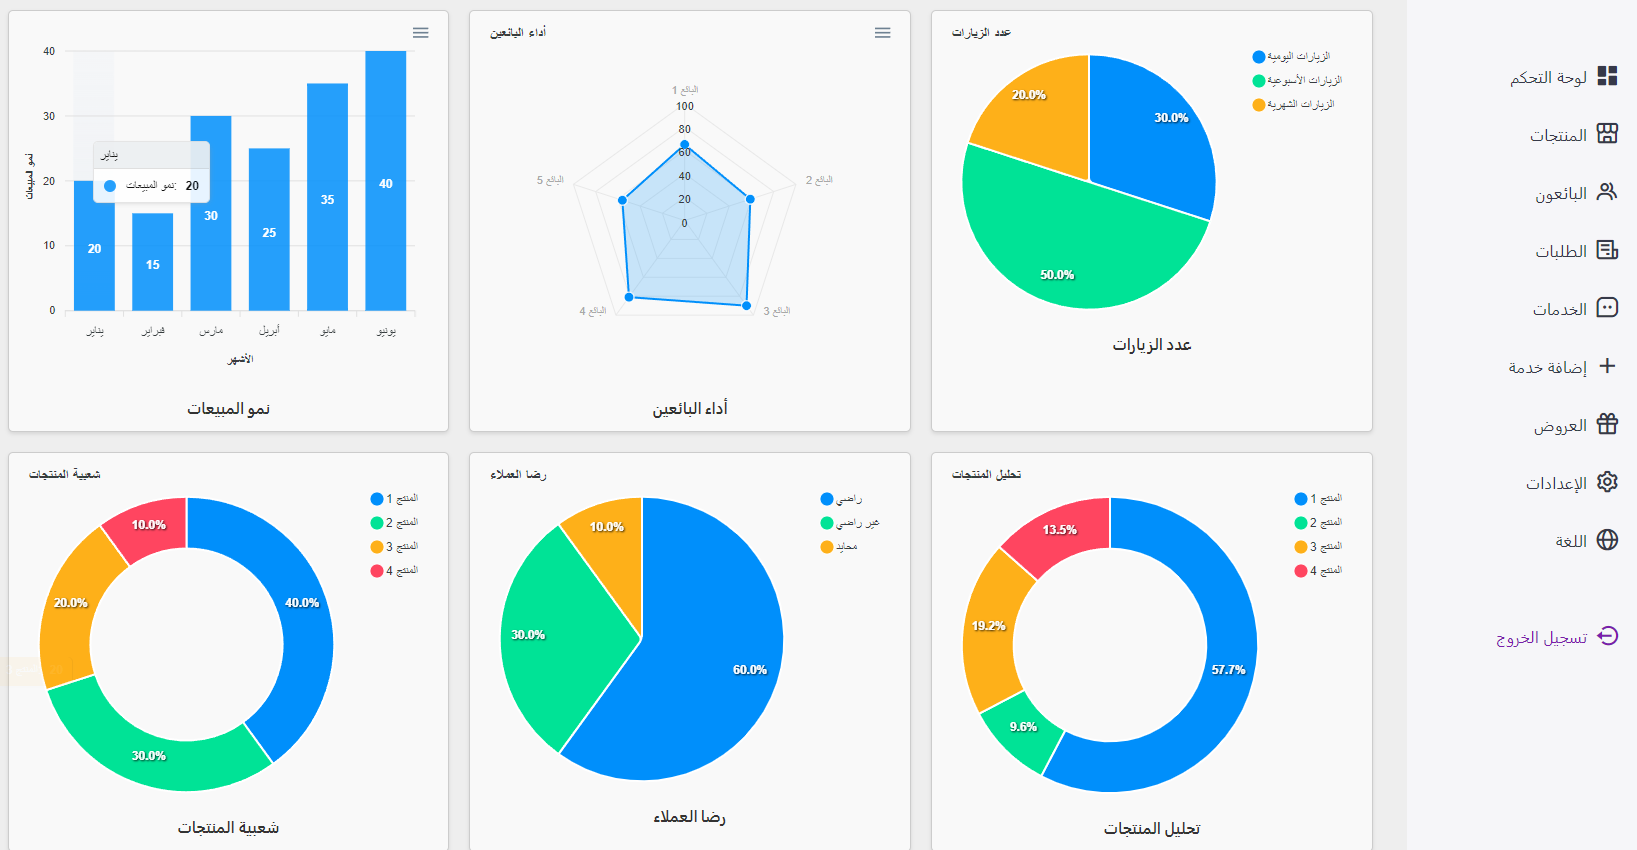 لوحة التحكم
المنتجات
البائعون
الطلبات
الخدمات
إضافة خدمة
العروض
الإعدادات
اللغة
تسجيل الخروج
عدد الزيارات
الزيارات اليومية
الزيارات الأسبوعية
الزيارات الشهرية
20.0%
30.0%
50.0%
عدد الزيارات
أداء البائعين
البائع 1
100
80
60
40
20
0
البائع 2
البائع 5
البائع 4
البائع 3
أداء البائعين
40
30
20
10
0
نمو المبيعات
يناير
نمو المبيعات: 20
20
15
30
25
35
40
يناير
فبراير
مارس
أبريل
مايو
يونيو
الأشهر
نمو المبيعات
تحليل المنتجات
المنتج 1
المنتج 2
المنتج 3
المنتج 4
13.5%
19.2%
9.6%
57.7%
تحليل المنتجات
رضا العملاء
راضي
غير راضي
محايد
10.0%
30.0%
60.0%
رضا العملاء
شعبية المنتجات
المنتج 1
المنتج 2
المنتج 3
المنتج 4
10.0%
20.0%
40.0%
30.0%
شعبية المنتجات